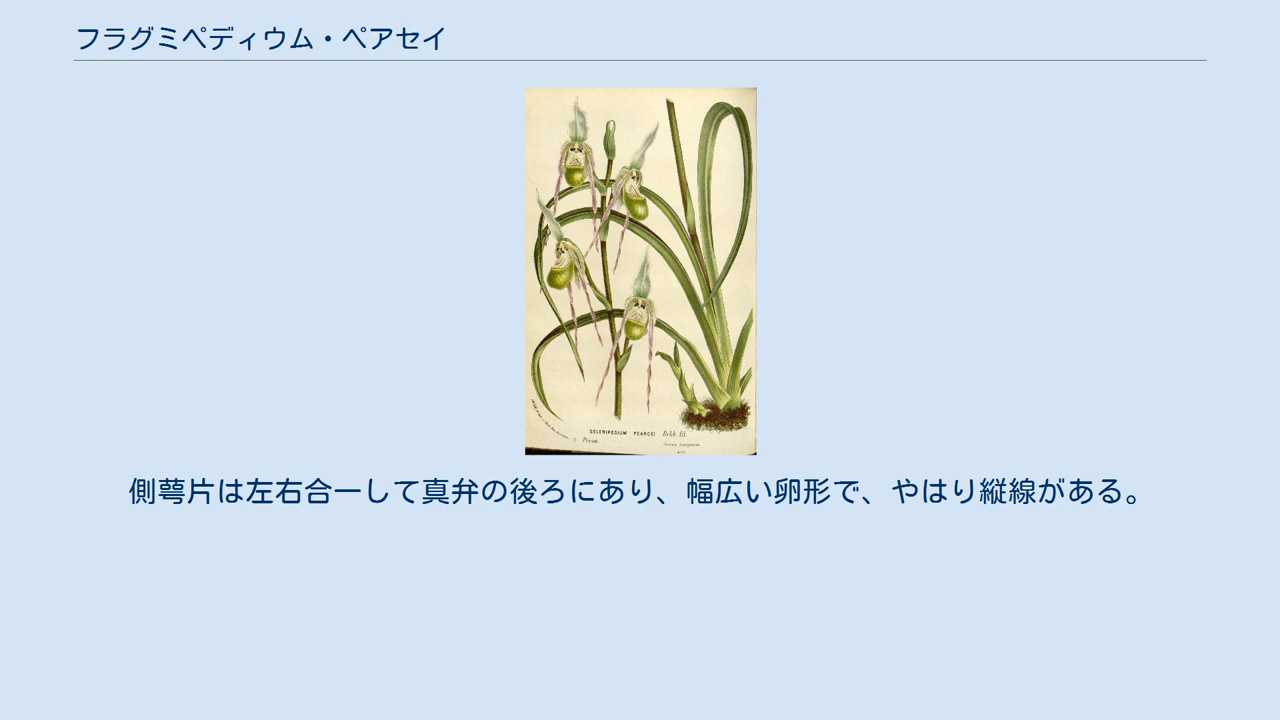 フラグミペディウム・ペアセイ
SELENIPEDIUM PEARCEI Rchb. fil.
側萼片は左右合一して真弁の後ろにあり、幅広い卵形で、やはり縦線がある。